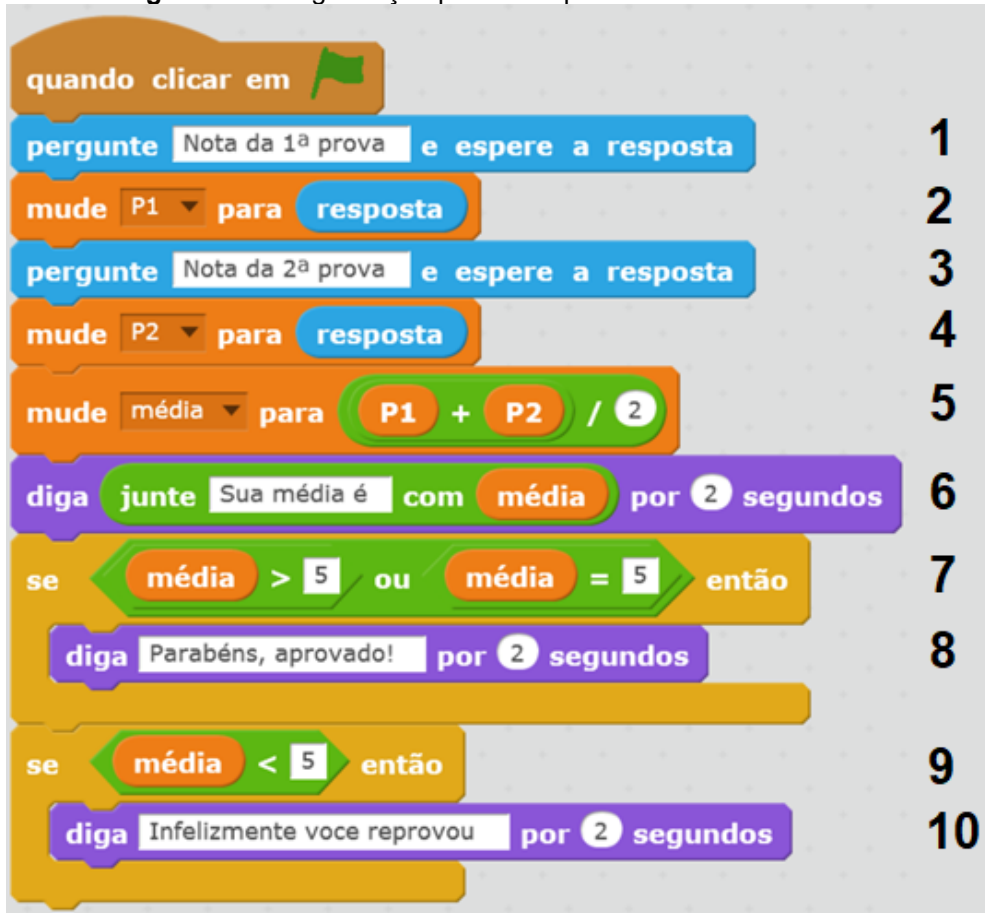 quando clicar em
pergunte Nota da 1ª prova e espere a resposta 1
mude P1 para resposta 2
pergunte Nota da 2ª prova e espere a resposta 3
mude P2 para resposta 4
mude média para P1 + P2 / 2 5
diga junte Sua média é com média por 2 segundos 6
se média > 5 ou média = 5 então 7
diga Parabéns, aprovado! por 2 segundos 8
se média < 5 então 9
diga Infelizmente voce reprovou por 2 segundos 10